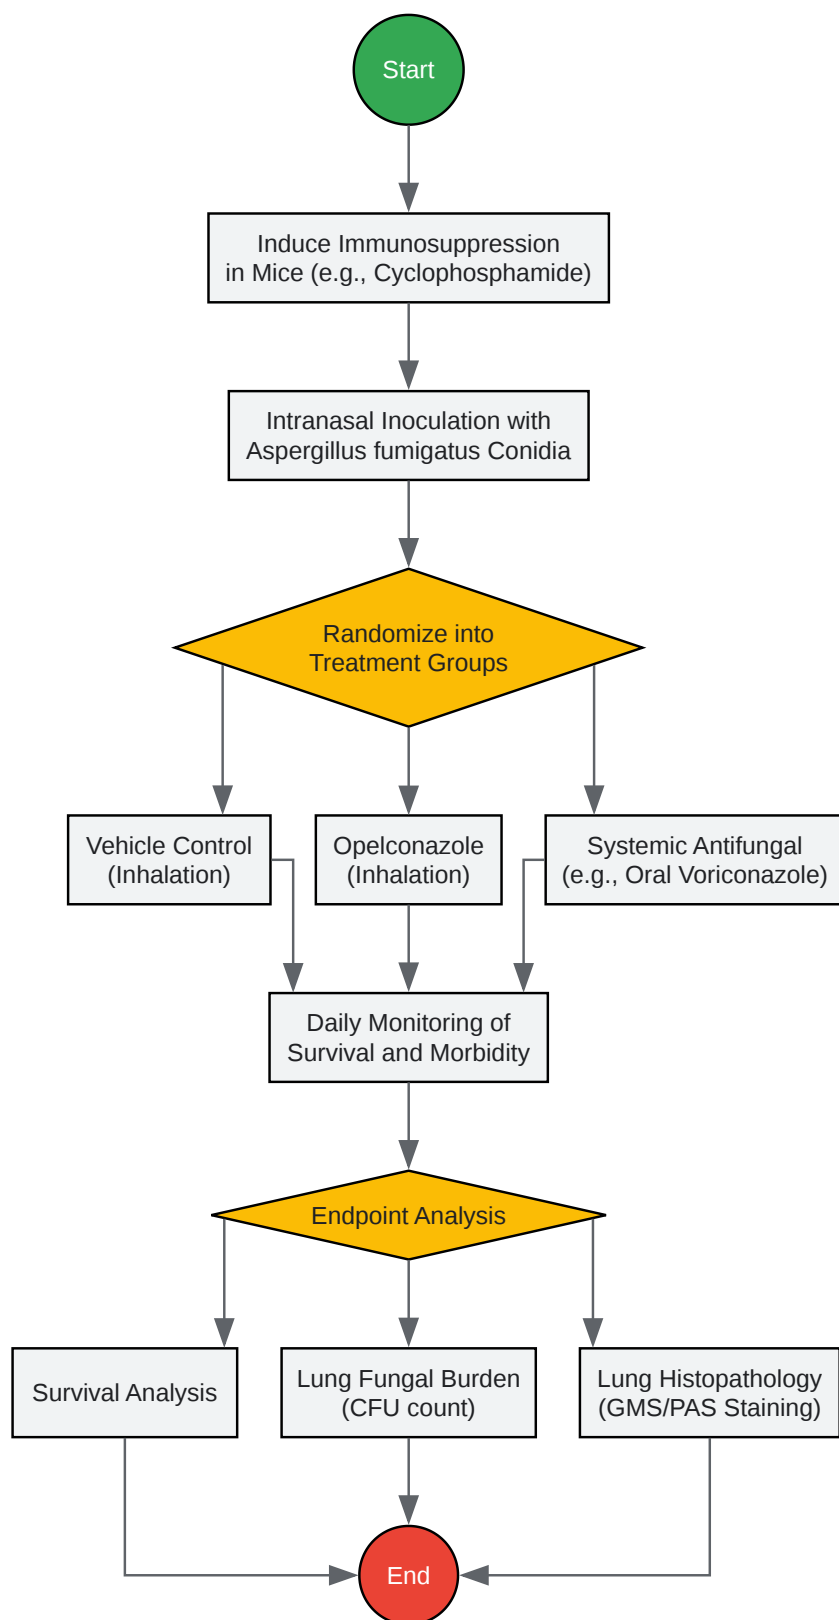 Start
Induce Immunosuppression
in Mice (e.g., Cyclophosphamide)
Intranasal Inoculation with
Aspergillus fumigatus Conidia
Randomize into
Treatment Groups
Vehicle Control
(Inhalation)
Opelconazole
(Inhalation)
Systemic Antifungal
(e.g., Oral Voriconazole)
Daily Monitoring of
Survival and Morbidity
Endpoint Analysis
Survival Analysis
Lung Fungal Burden
(CFU count)
Lung Histopathology
(GMS/PAS Staining)
End